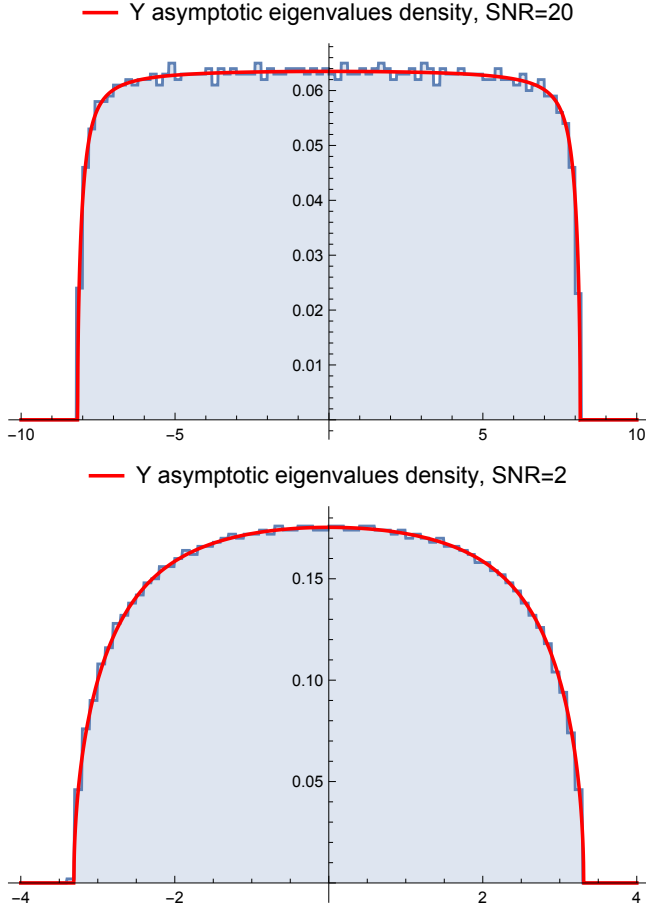 Y asymptotic eigenvalues density, SNR=20
0.06
0.05
0.04
0.03
0.02
0.01
−10 −5 5 10
Y asymptotic eigenvalues density, SNR=2
0.15
0.10
0.05
−4 −2 2 4